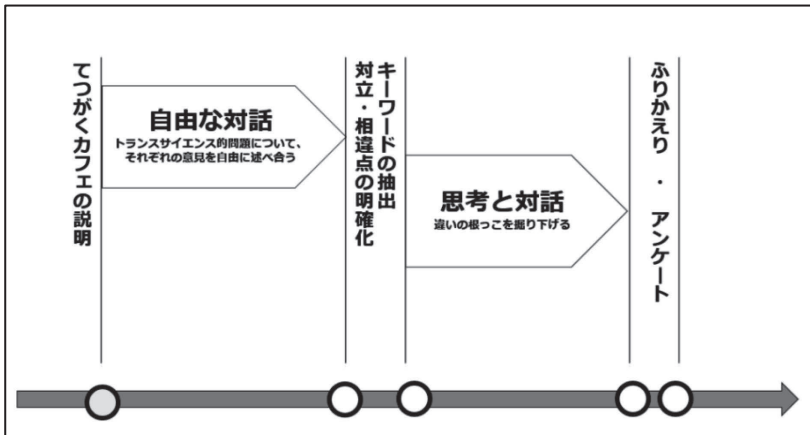 てつがくカフェの説明
自由な対話
トランスサイエンス的問題について、
それぞれの意見を自由に述べ合う
キーワードの抽出
対立・相違点の明確化
思考と対話
違いの根っこを掘り下げる
ふりかえり ・ アンケート